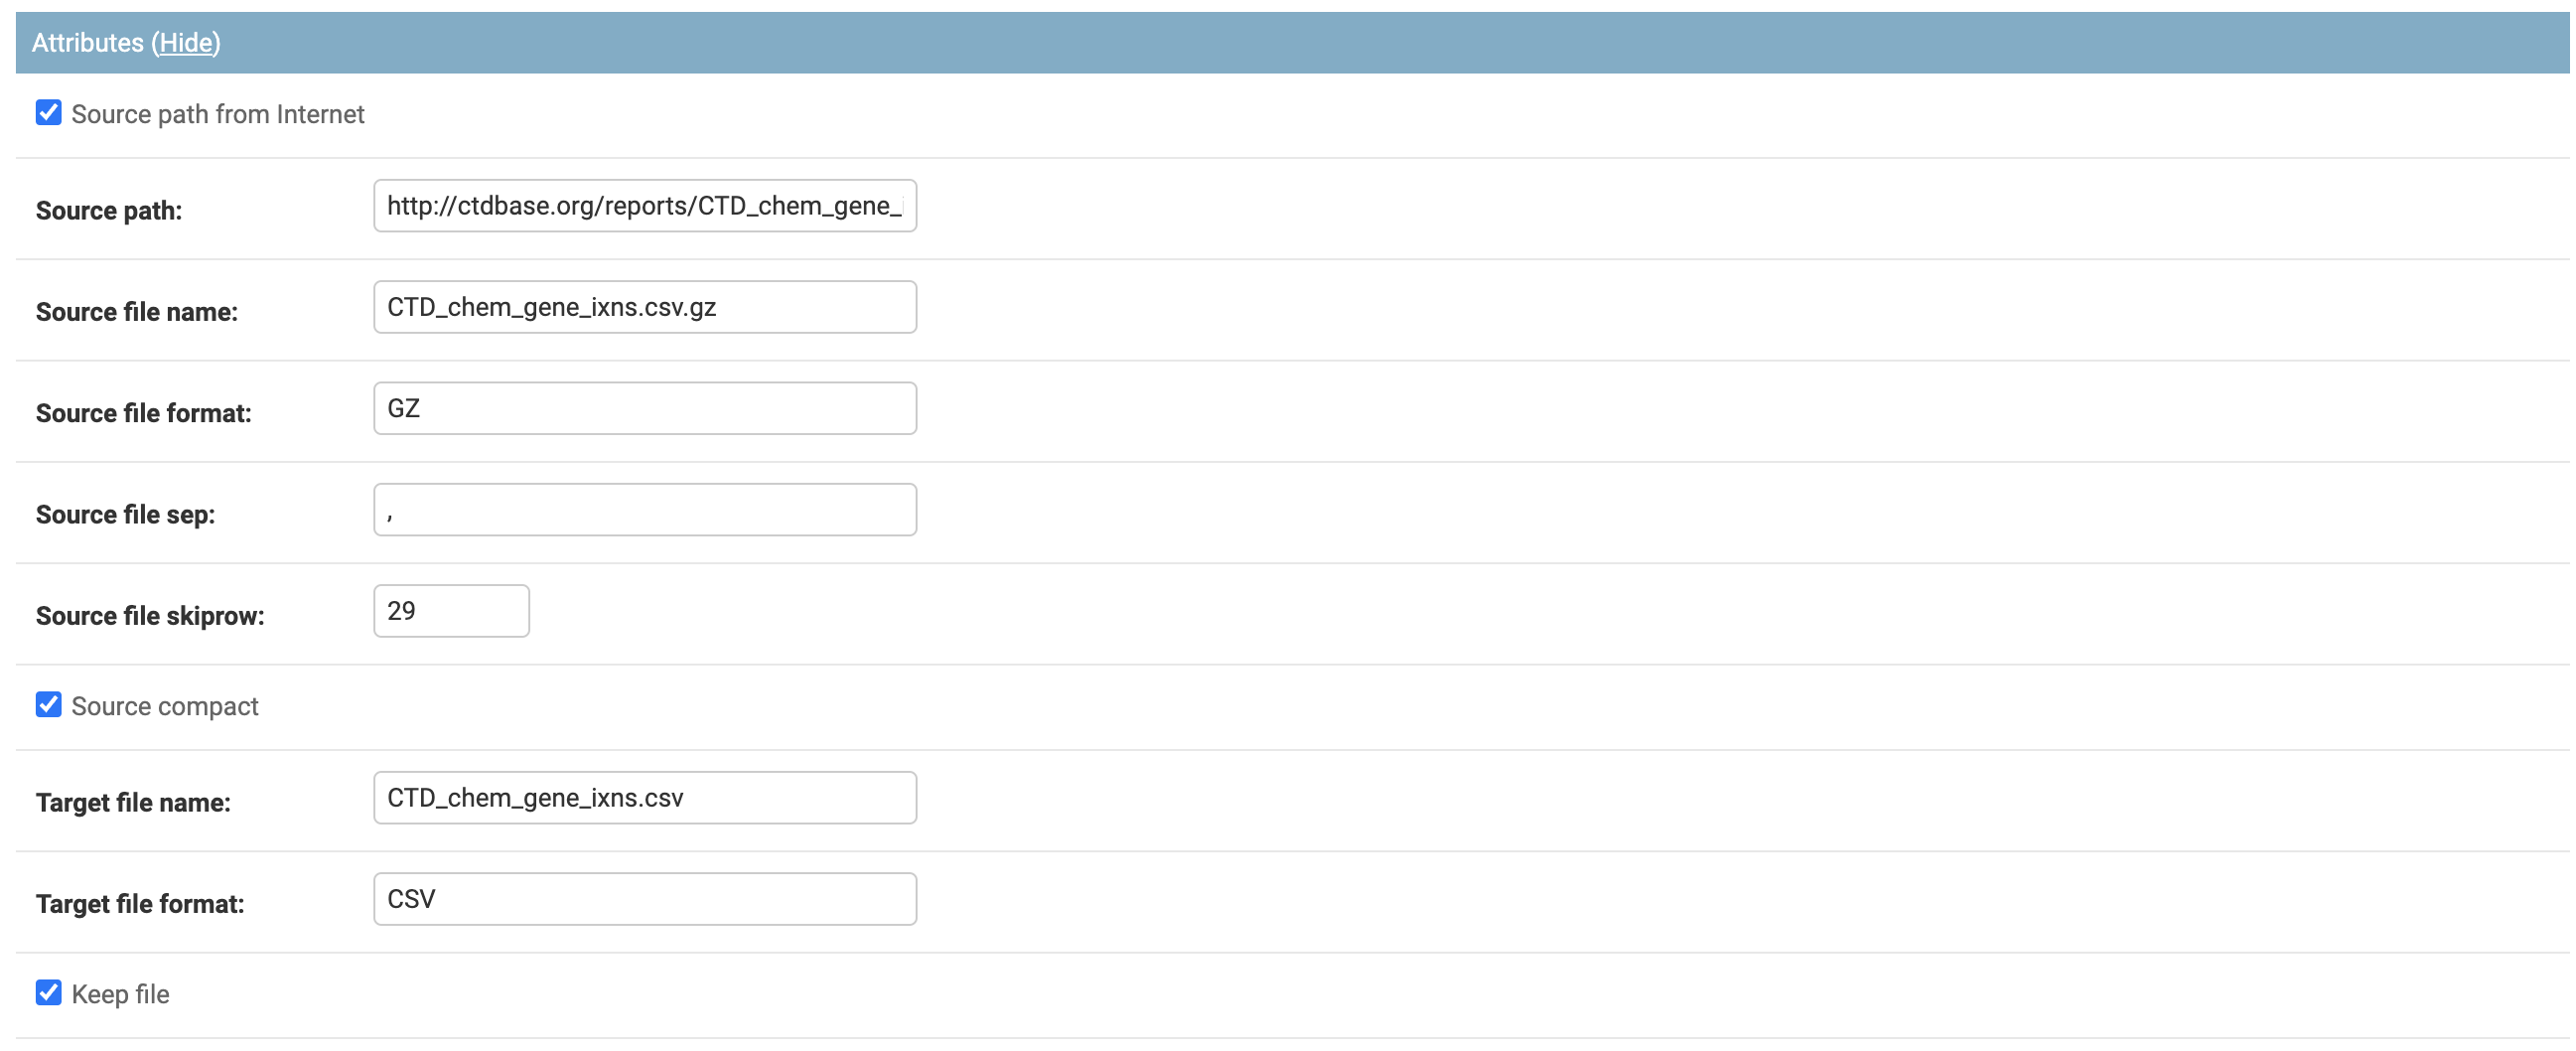 Attributes (Hide)
Source path from Internet
Source path: http://ctdbase.org/reports/CTD_chem_gene_
Source file name: CTD_chem_gene_ixns.csv.gz
Source file format: GZ
Source file sep: ,
Source file skiprow: 29
Source compact
Target file name: CTD_chem_gene_ixns.csv
Target file format: CSV
Keep file